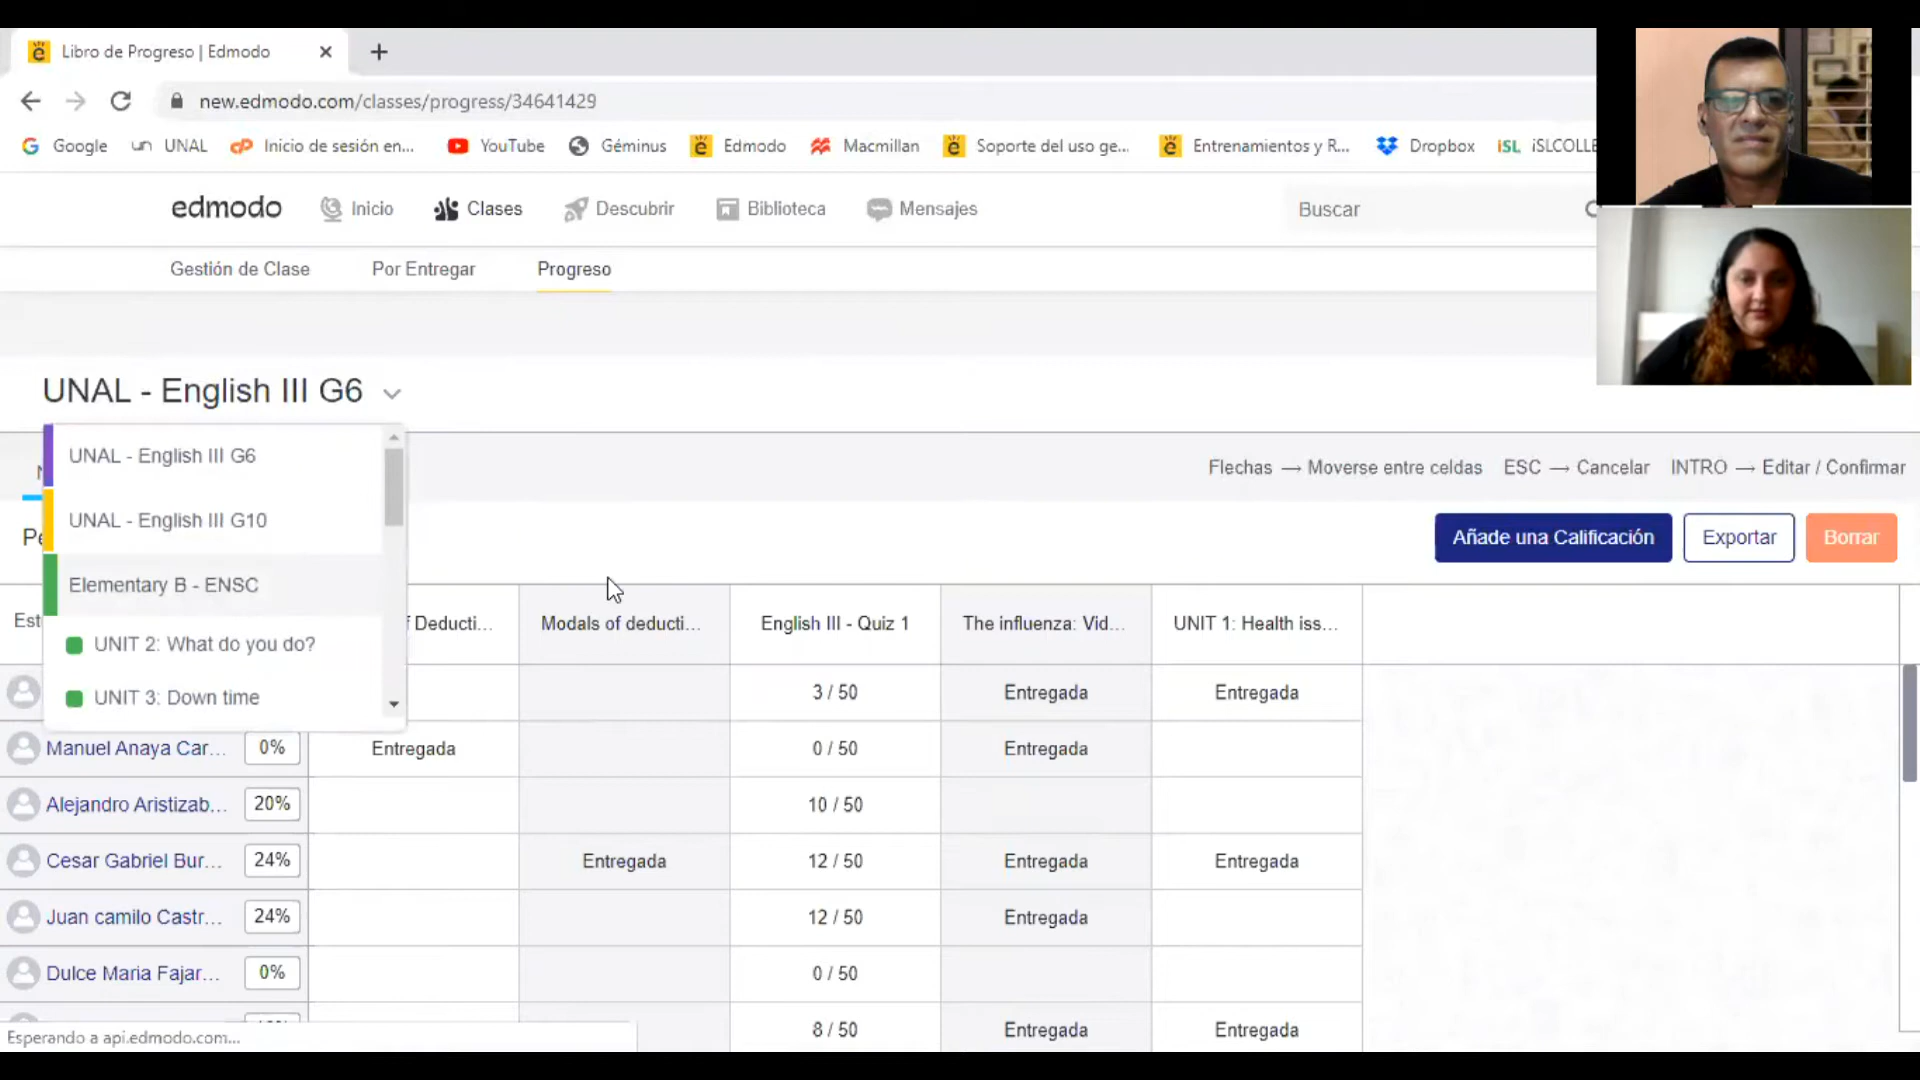 Libro de Progreso | Edmodo
new.edmodo.com/classes/progress/34641429
Google UNAL Inicio de sesión en... YouTube Géminus Edmodo Macmillan Soporte del uso ge... Entrenamientos y R... Dropbox iSL iSLCOLLE
edmodo Inicio Clases Descubrir Biblioteca Mensajes Buscar
Gestión de Clase Por Entregar Progreso
UNAL - English III G6
UNAL - English III G6
UNAL - English III G10
Elementary B - ENSC
UNIT 2: What do you do?
UNIT 3: Down time
Flechas → Moverse entre celdas ESC → Cancelar INTRO → Editar / Confirmar
Añade una Calificación Exportar Borrar
Deducti... Modals of deducti... English III - Quiz 1 The influenza: Vid... UNIT 1: Health iss...
3 / 50 Entregada Entregada
Manuel Anaya Car... 0% Entregada 0 / 50 Entregada
Alejandro Aristizab... 20% 10 / 50
Cesar Gabriel Bur... 24% Entregada 12 / 50 Entregada Entregada
Juan camilo Castr... 24% 12 / 50 Entregada
Dulce Maria Fajar... 0% 0 / 50
8 / 50 Entregada Entregada
Esperando a api.edmodo.com...